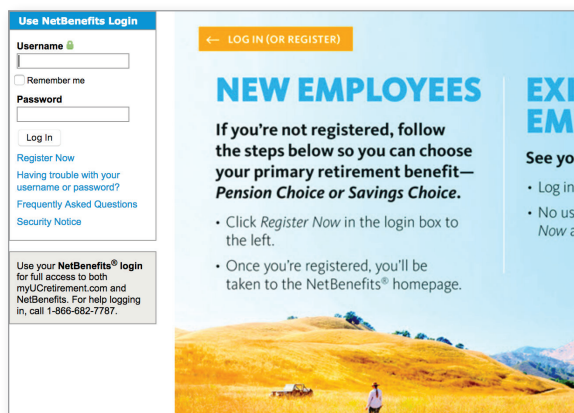 Use NetBenefits Login
Username
Remember me
Password
Log In
Register Now
Having trouble with your
username or password?
Frequently Asked Questions
Security Notice
Use your NetBenefits® login
for full access to both
myUCretirement.com and
NetBenefits. For help logging
in, call 1-866-682-7787.
← LOG IN (OR REGISTER)
NEW EMPLOYEES
If you're not registered, follow
the steps below so you can choose
your primary retirement benefit—
Pension Choice or Savings Choice.
• Click Register Now in the login box to
the left.
• Once you're registered, you'll be
taken to the NetBenefits® homepage.
EM
See
• Log in
• No
Now